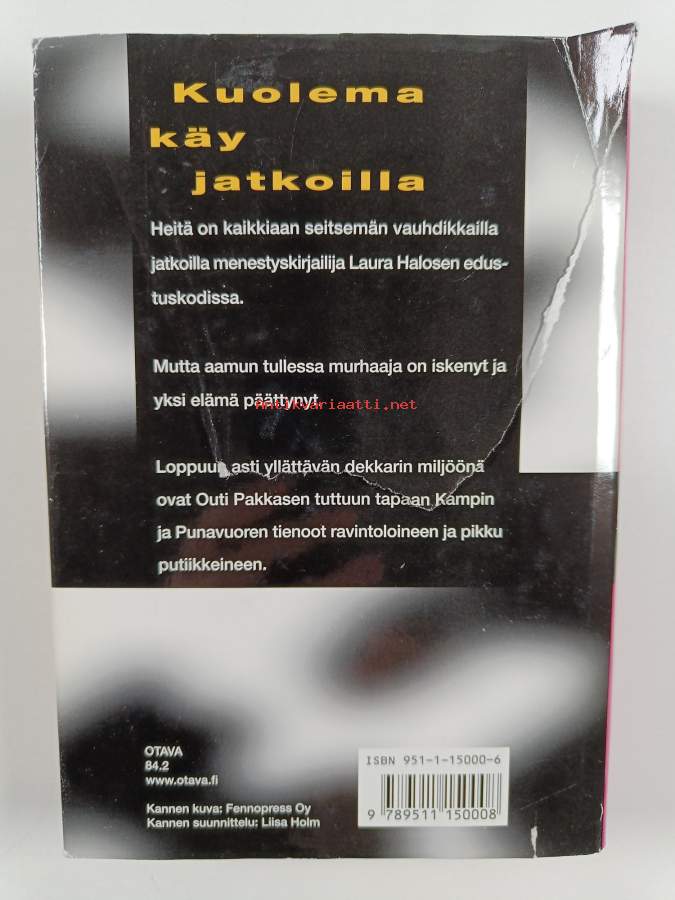 Kuolema
käy
jatkoilla
Heitä on kaikkiaan seitsemän vauhdikkailla
jatkoilla menestyskirjailija Laura Halosen edus-
tuskodissa.
Mutta aamun tullessa murhaaja on iskenyt ja
yksi elämä päättynyt.
Antikvariaatti.net
Loppuun asti yllättävän dekkarin miljöönä
ovat Outi Pakkasen tuttuun tapaan Kampin
ja Punavuoren tienoot ravintoloineen ja pikku
putiikkeineen.
OTAVA
84.2
www.otava.fi
Kannen kuva: Fennopress Oy
Kannen suunnittelu: Liisa Holm
ISBN 951-1-15000-6
9 789511 150008